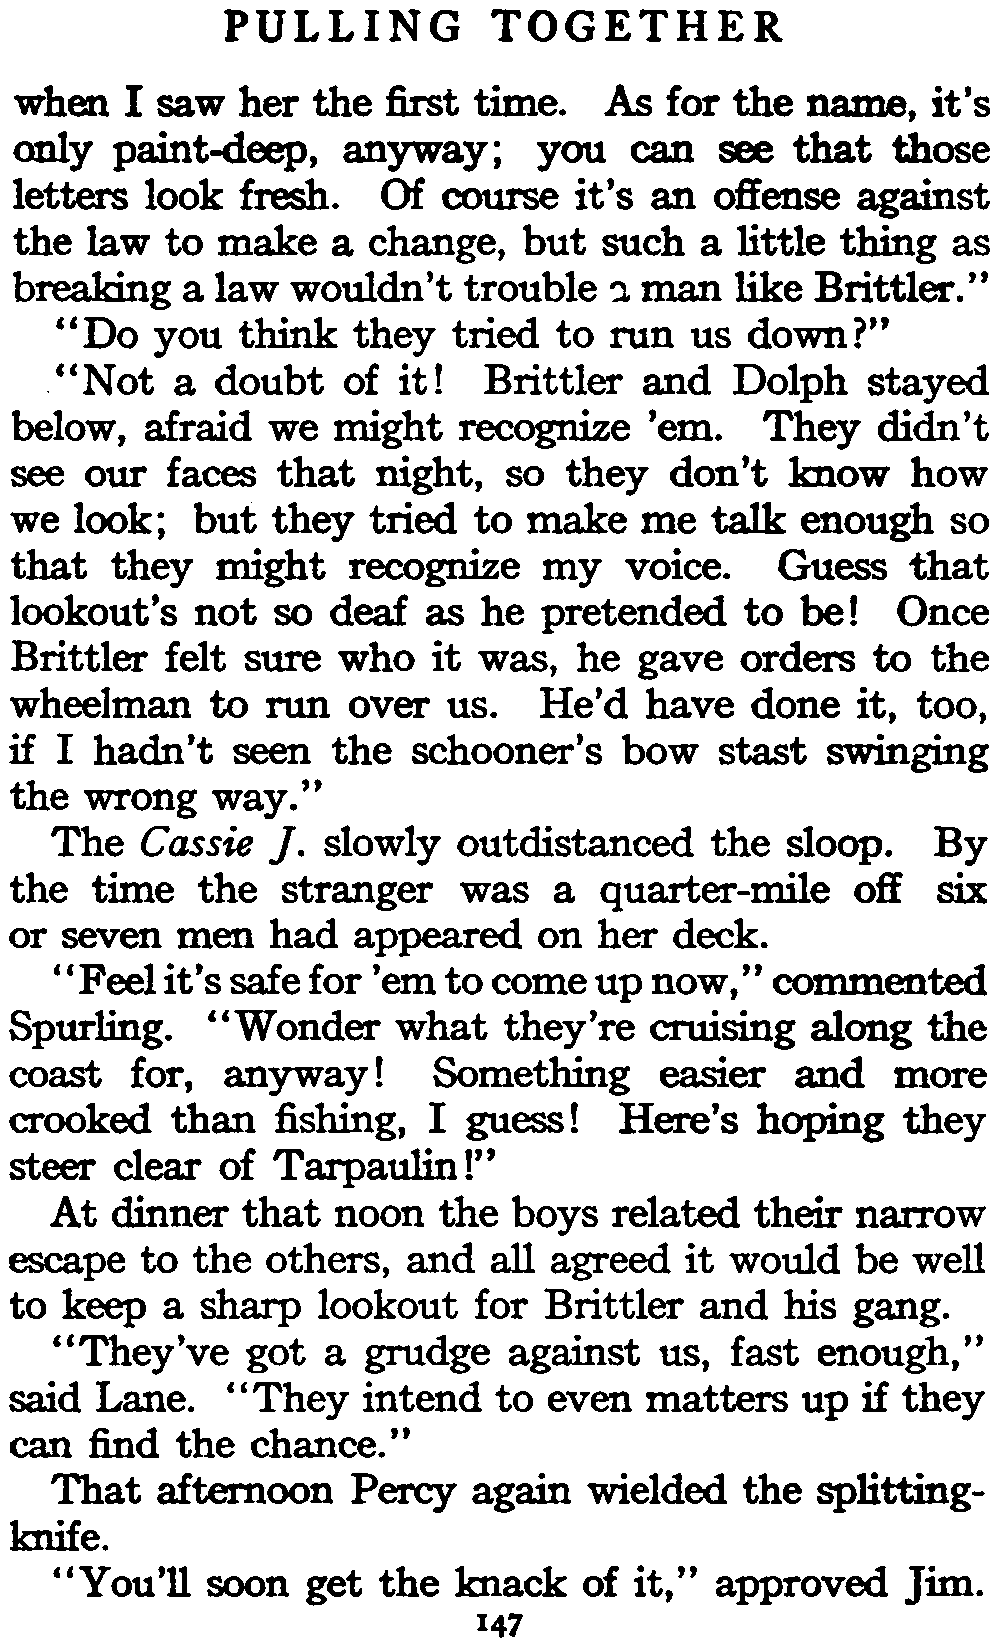 PULLING TOGETHER
when I saw her the first time. As for the name, it's
only paint-deep, anyway; you can see that those
letters look fresh. Of course it's an offense against
the law to make a change, but such a little thing as
breaking a law wouldn't trouble a man like Brittler."
"Do you think they tried to run us down?"
"Not a doubt of it! Brittler and Dolph stayed
below, afraid we might recognize 'em. They didn't
see our faces that night, so they don't know how
we look; but they tried to make me talk enough so
that they might recognize my voice. Guess that
lookout's not so deaf as he pretended to be! Once
Brittler felt sure who it was, he gave orders to the
wheelman to run over us. He'd have done it, too,
if I hadn't seen the schooner's bow stast swinging
the wrong way."
The Cassie J. slowly outdistanced the sloop. By
the time the stranger was a quarter-mile off six
or seven men had appeared on her deck.
"Feel it's safe for 'em to come up now," commented
Spurling. "Wonder what they're cruising along the
coast for, anyway! Something easier and more
crooked than fishing, I guess! Here's hoping they
steer clear of Tarpaulin!"
At dinner that noon the boys related their narrow
escape to the others, and all agreed it would be well
to keep a sharp lookout for Brittler and his gang.
"They've got a grudge against us, fast enough,"
said Lane. "They intend to even matters up if they
can find the chance."
That afternoon Percy again wielded the splitting-
knife.
"You'll soon get the knack of it," approved Jim.
147